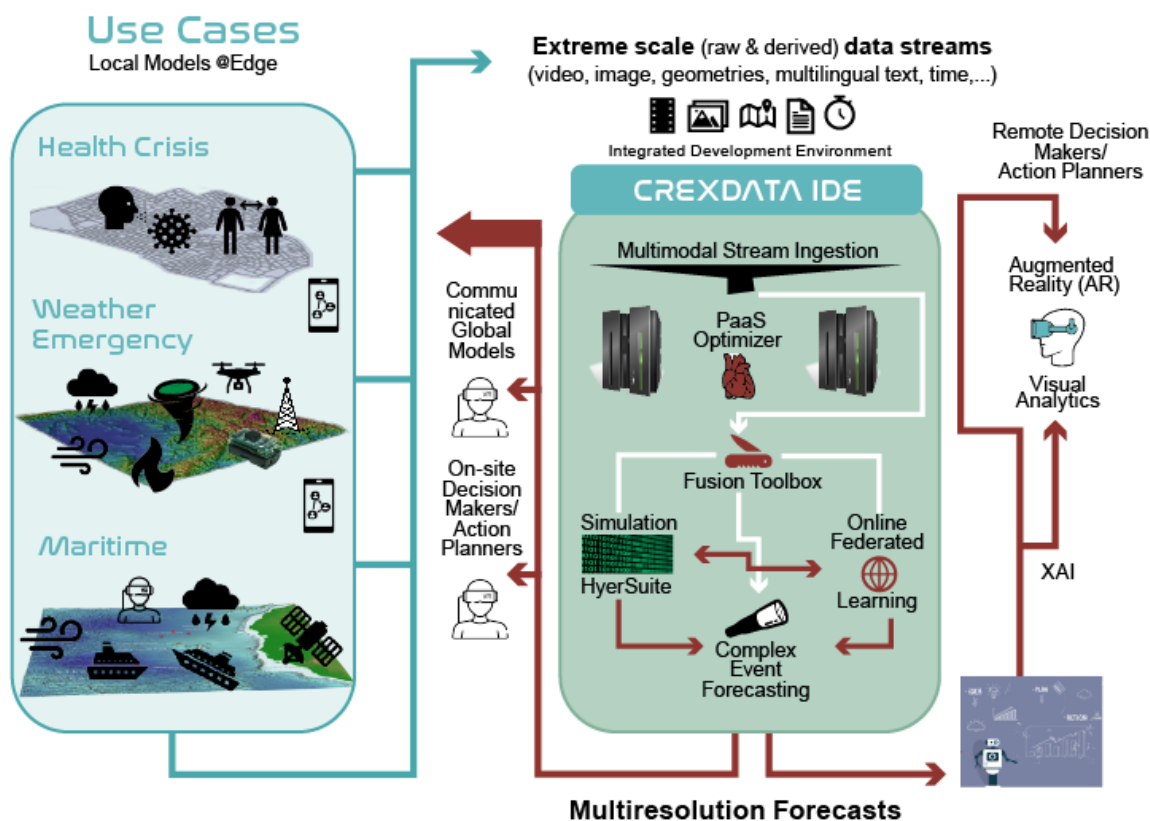 Use Cases
Local Models @Edge
Health Crisis
Weather
Emergency
Maritime
Extreme scale (raw & derived) data streams
(video, image, geometries, multilingual text, time,...)
Integrated Development Environment
CREXDATA IDE
Multimodal Stream Ingestion
PaaS
Optimizer
Fusion Toolbox
Simulation
HyerSuite
Online
Federated
Learning
Complex
Event
Forecasting
Commu
nicated
Global
Models
On-site
Decision
Makers/
Action
Planners
Remote Decision
Makers/
Action Planners
Augmented
Reality (AR)
Visual
Analytics
XAI
IDEA
PLAN
ACTION
Multiresolution Forecasts